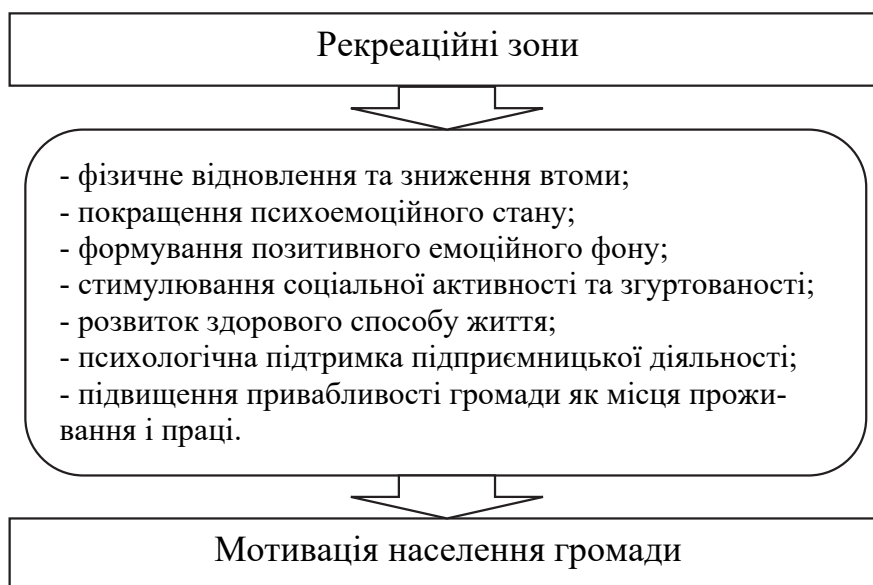 Рекреаційні зони
- фізичне відновлення та зниження втоми;
- покращення психоемоційного стану;
- формування позитивного емоційного фону;
- стимулювання соціальної активності та згуртованості;
- розвиток здорового способу життя;
- психологічна підтримка підприємницької діяльності;
- підвищення привабливості громади як місця прожи-
вання і праці.
Мотивація населення громади